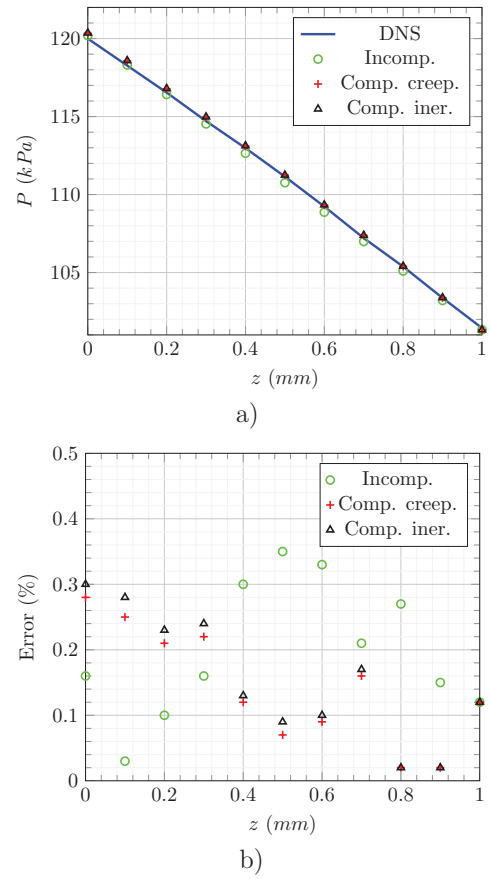 120
115
110
105
P (kPa)
DNS
Incomp.
Comp. creep.
Comp. iner.
0 0.2 0.4 0.6 0.8 1
z (mm)
a)
0.5
0.4
0.3
0.2
0.1
0
Error (%)
Incomp.
Comp. creep.
Comp. iner.
0 0.2 0.4 0.6 0.8 1
z (mm)
b)